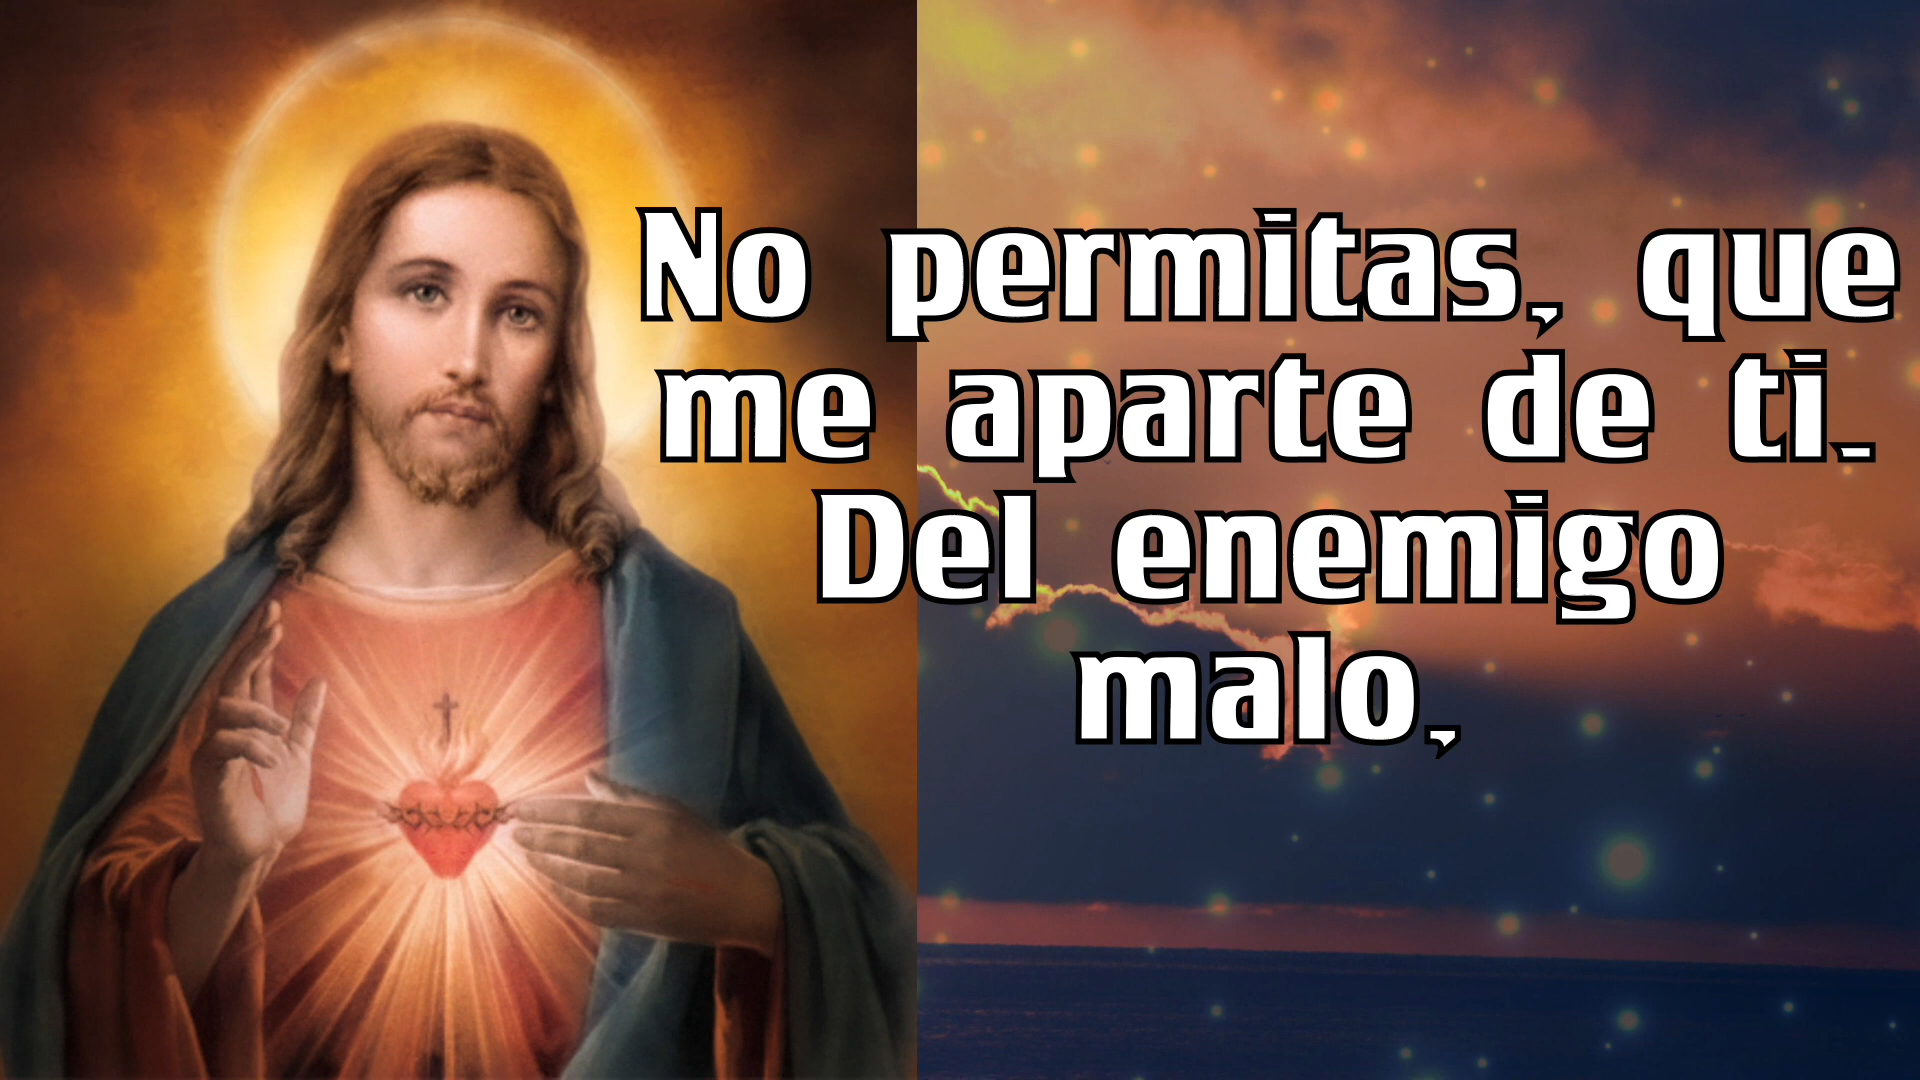 No permitas, que
me aparte de ti.
Del enemigo
malo,